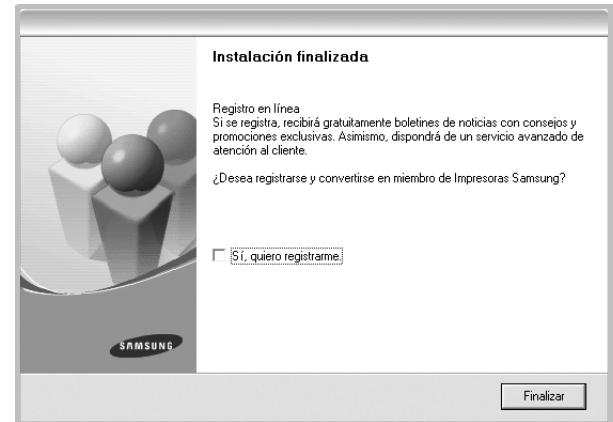 Instalación finalizada
Registro en línea
Si se registra, recibirá gratuitamente boletines de noticias con consejos y
promociones exclusivas. Asimismo, dispondrá de un servicio avanzado de
atención al cliente.
¿Desea registrarse y convertirse en miembro de Impresoras Samsung?
Sí, quiero registrarme.
SAMSUNG
Finalizar